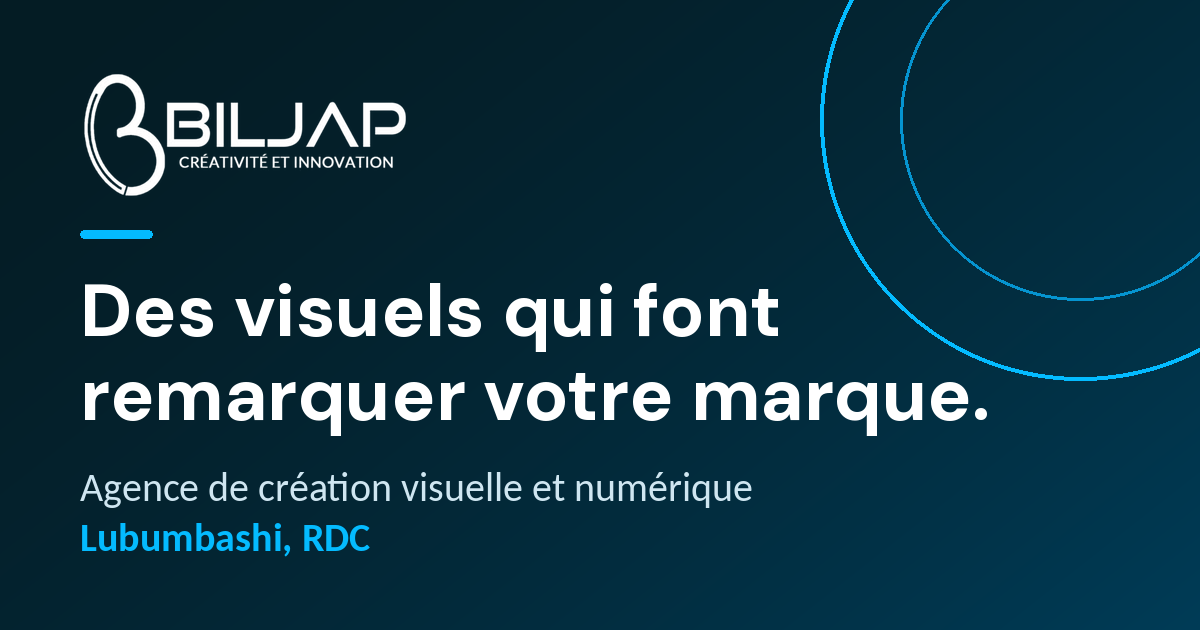 BILJAP
CRÉATIVITÉ ET INNOVATION
Des visuels qui font
remarquer votre marque.
Agence de création visuelle et numérique
Lubumbashi, RDC